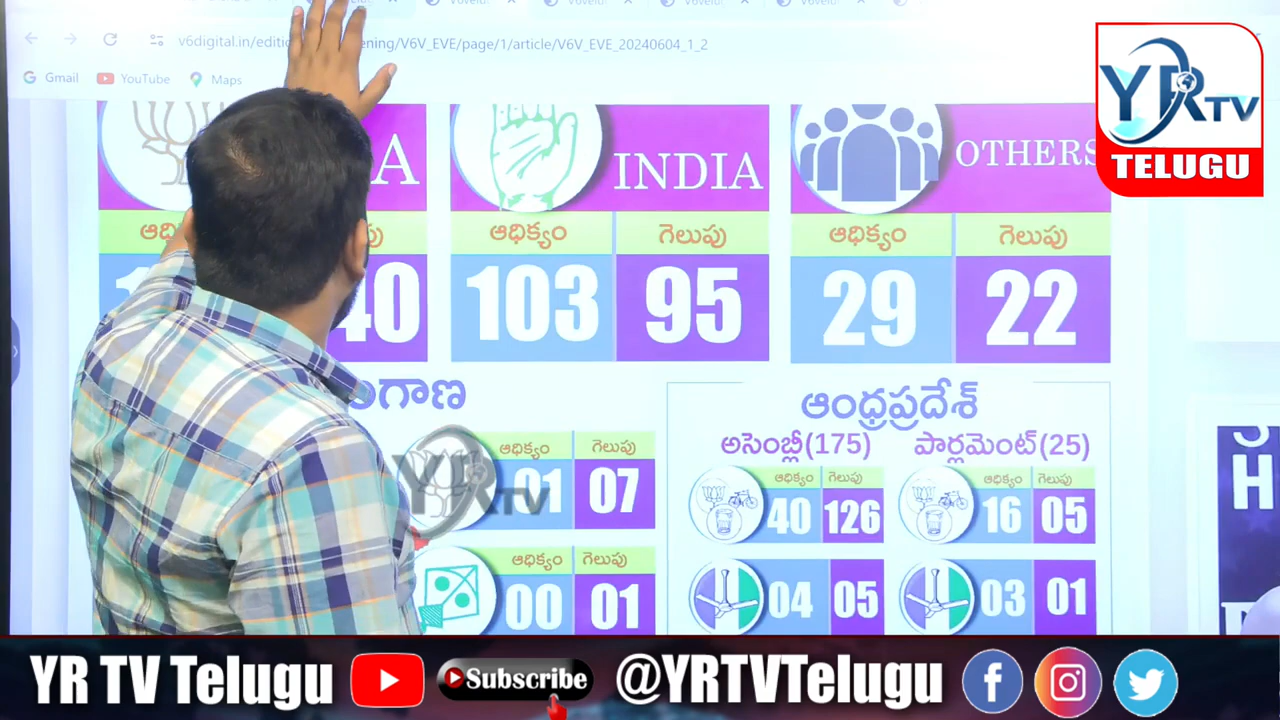 v6digital.in/editi
ening/V6V_EVE/page/1/article/V6V_EVE_20240604_1_2
Gmail YouTube Maps
YR TV
TELUGU
A
INDIA
OTHERS
ఆధిక్యం గెలుపు
ఆధిక్యం గెలుపు
40
103 95
29 22
గాణ
ఆంధ్రప్రదేశ్
అసెంబ్లీ(175) పార్లమెంట్(25)
ఆధిక్యం గెలుపు
01 07
YR TV
ఆధిక్యం గెలుపు
00 01
ఆధిక్యం గెలుపు
40 126
ఆధిక్యం గెలుపు
16 05
04 05
03 01
H
YR TV Telugu Subscribe @YRTVTelugu